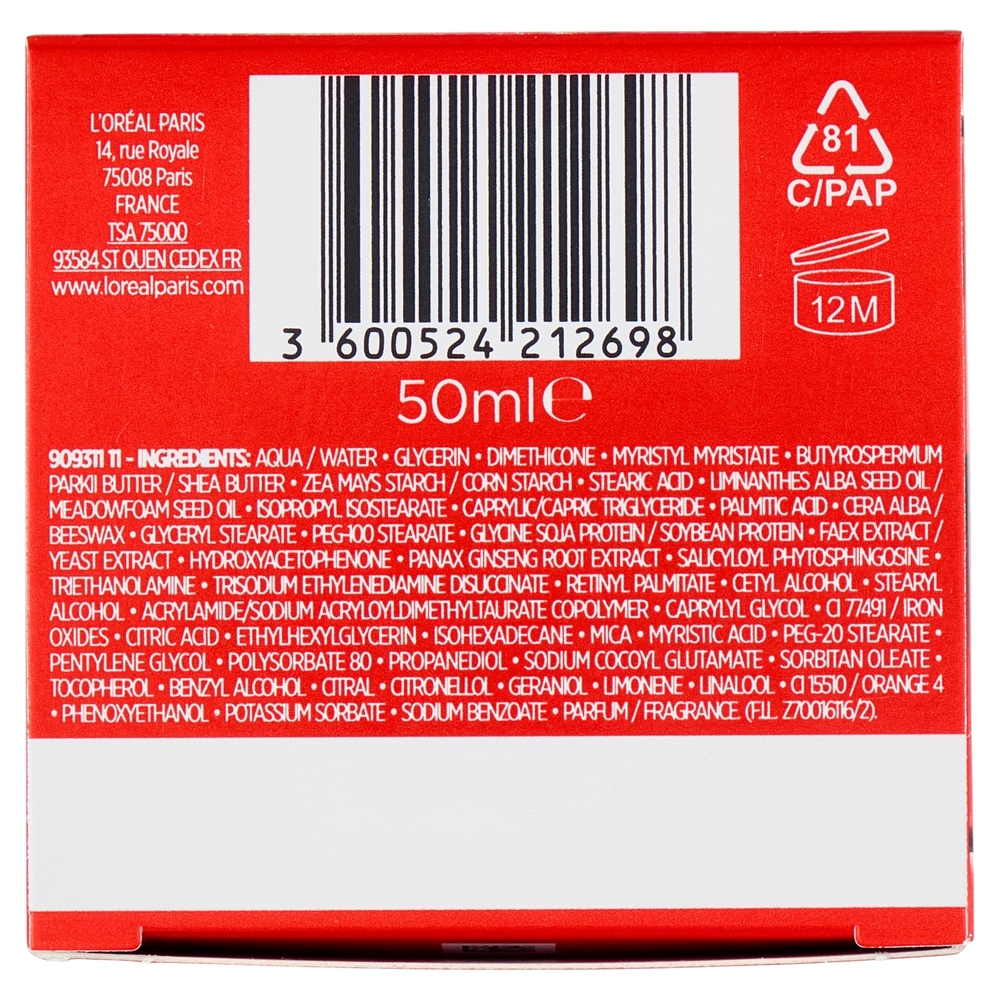 L'ORÉAL PARIS
14, rue Royale
75008 Paris
FRANCE
TSA 75000
93584 ST OUEN CEDEX FR
www.lorealparis.com
3 600524 212698
81
C/PAP
12M
50ml℮
909311 11 - INGREDIENTS: AQUA / WATER • GLYCERIN • DIMETHICONE • MYRISTYL MYRISTATE • BUTYROSPERMUM
PARKII BUTTER / SHEA BUTTER • ZEA MAYS STARCH / CORN STARCH • STEARIC ACID • LIMNANTHES ALBA SEED OIL /
MEADOWFOAM SEED OIL • ISOPROPYL ISOSTEARATE • CAPRYLIC/CAPRIC TRIGLYCERIDE • PALMITIC ACID • CERA ALBA /
BEESWAX • GLYCERYL STEARATE • PEG-100 STEARATE • GLYCINE SOJA PROTEIN / SOYBEAN PROTEIN • FAEX EXTRACT /
YEAST EXTRACT • HYDROXYACETOPHENONE • PANAX GINSENG ROOT EXTRACT • SALICYLOYL PHYTOSPHINGOSINE •
TRIETHANOLAMINE • TRISODIUM ETHYLENEDIAMINE DISUCCINATE • RETINYL PALMITATE • CETYL ALCOHOL • STEARYL
ALCOHOL • ACRYLAMIDE/SODIUM ACRYLOYLDIMETHYLTAURATE COPOLYMER • CAPRYLYL GLYCOL • CI 77491 / IRON
OXIDES • CITRIC ACID • ETHYLHEXYLGLYCERIN • ISOHEXADECANE • MICA • MYRISTIC ACID • PEG-20 STEARATE •
PENTYLENE GLYCOL • POLYSORBATE 80 • PROPANEDIOL • SODIUM COCOYL GLUTAMATE • SORBITAN OLEATE •
TOCOPHEROL • BENZYL ALCOHOL • CITRAL • CITRONELLOL • GERANIOL • LIMONENE • LINALOOL • CI 15510 / ORANGE 4
• PHENOXYETHANOL • POTASSIUM SORBATE • SODIUM BENZOATE • PARFUM / FRAGRANCE. (F.I.L. Z70016116/2).